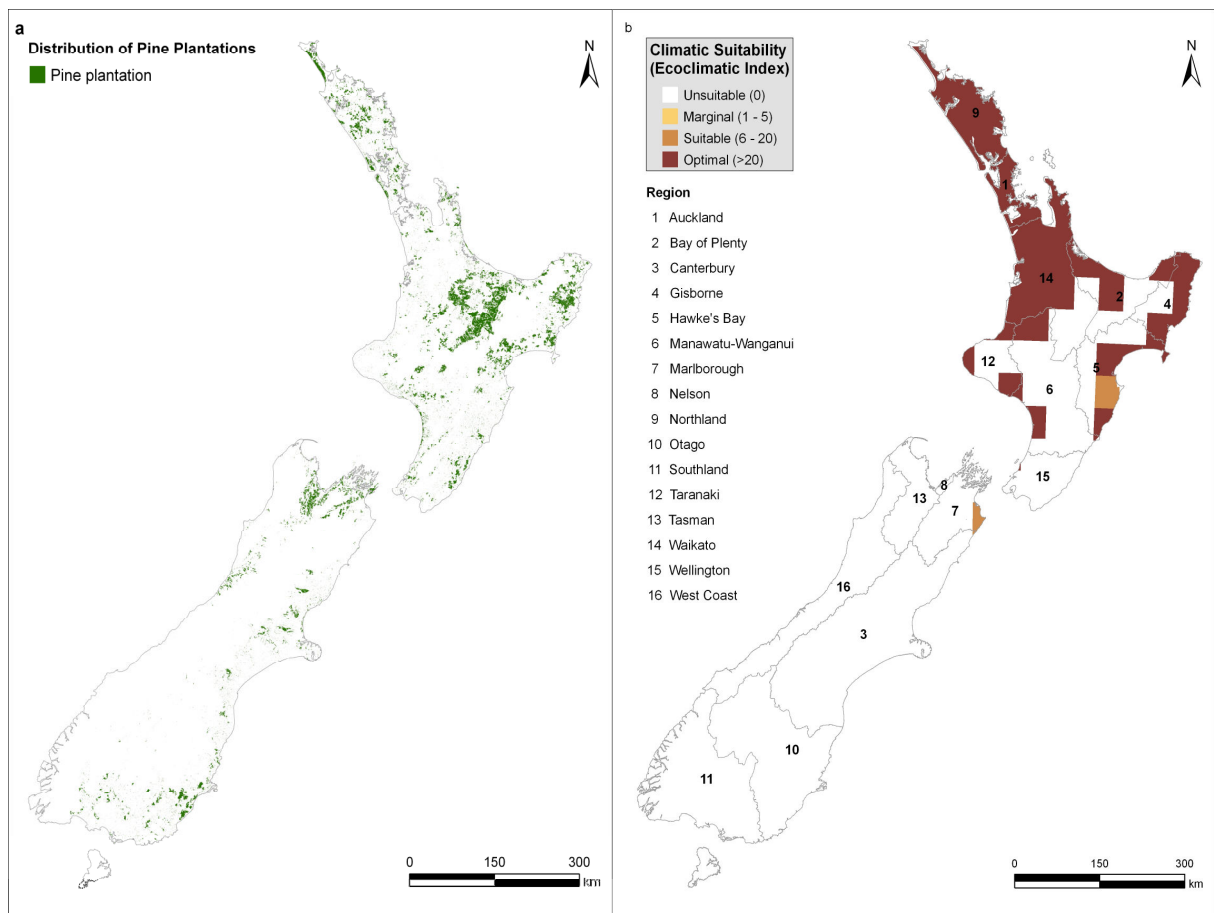 a
Distribution of Pine Plantations
Pine plantation
N
0 150 300
km
b
Climatic Suitability
(Ecoclimatic Index)
Unsuitable (0)
Marginal (1 - 5)
Suitable (6 - 20)
Optimal (>20)
Region
1 Auckland
2 Bay of Plenty
3 Canterbury
4 Gisborne
5 Hawke's Bay
6 Manawatu-Wanganui
7 Marlborough
8 Nelson
9 Northland
10 Otago
11 Southland
12 Taranaki
13 Tasman
14 Waikato
15 Wellington
16 West Coast
N
9
1
14
2
4
12
5
6
15
8
13
7
16
3
10
11
0 150 300
km